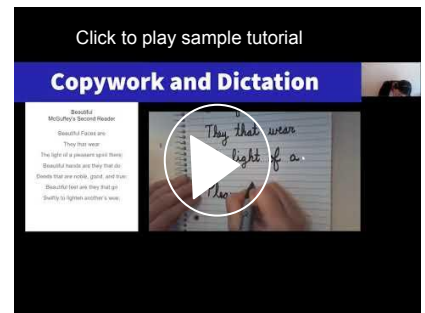 Click to play sample tutorial
Copywork and Dictation
Beautiful
McGuffey's Second Reader
Beautiful Faces are
They that wear
The light of a pleasant spirit there;
Beautiful hands are they that do
Deeds that are noble, good, and true;
Beautiful feet are they that go
Swiftly to lighten another's woe.
They that wear
light of a
Pleas